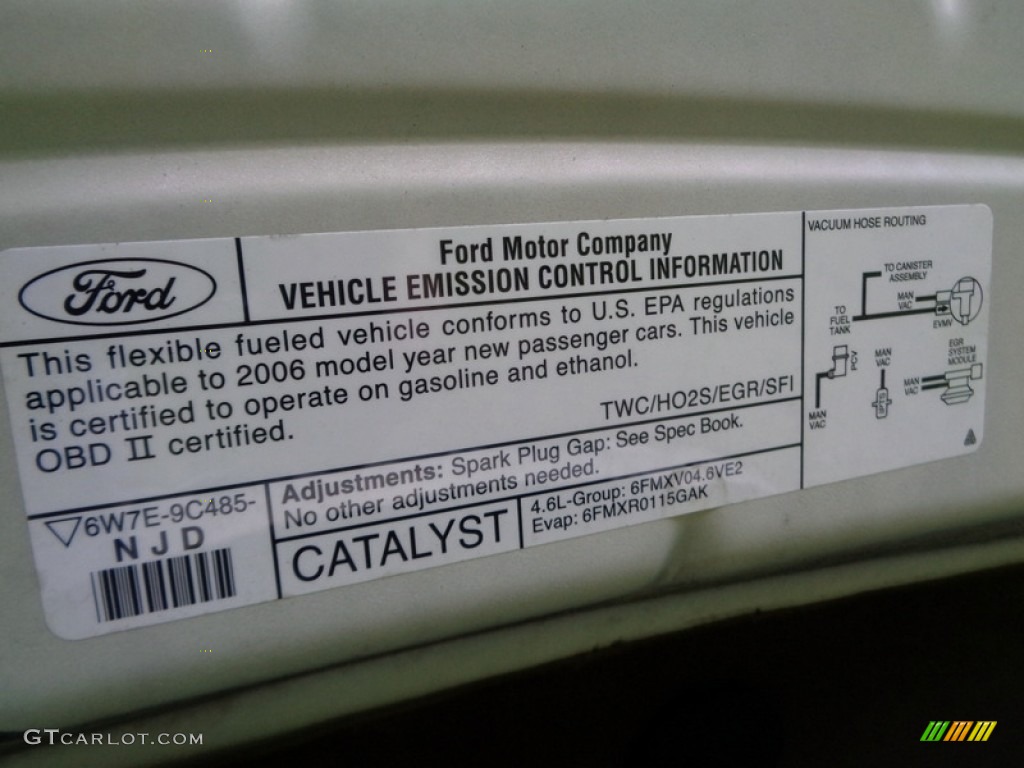 Ford
Ford Motor Company
VEHICLE EMISSION CONTROL INFORMATION
This flexible fueled vehicle conforms to U.S. EPA regulations
applicable to 2006 model year new passenger cars. This vehicle
is certified to operate on gasoline and ethanol.
OBD II certified.
TWC/HO2S/EGR/SFI
6W7E-9C485-
NJD
Adjustments: Spark Plug Gap: See Spec Book.
No other adjustments needed.
CATALYST
4.6L-Group: 6FMXV04.6VE2
Evap: 6FMXR0115GAK
VACUUM HOSE ROUTING
TO CANISTER
ASSEMBLY
MAN
VAC
TO
FUEL
TANK
EVMV
PCV
MAN
VAC
EGR
SYSTEM
MODULE
MAN
VAC
FPTS
MAN
VAC
GTCARLOT.COM